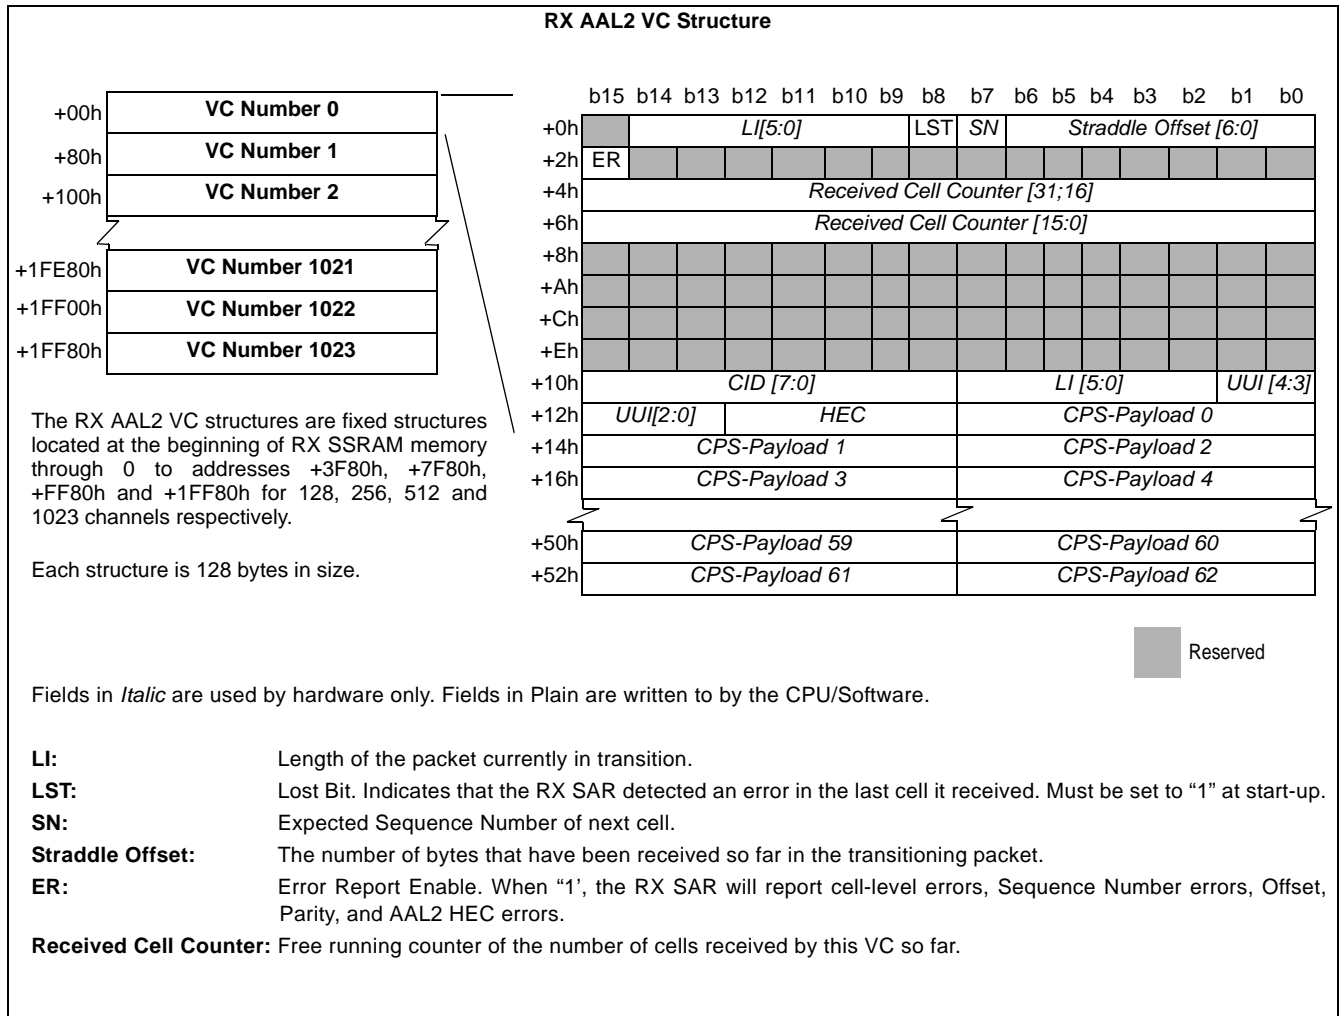 RX AAL2 VC Structure
+00h VC Number 0
+80h VC Number 1
+100h VC Number 2
+1FE80h VC Number 1021
+1FF00h VC Number 1022
+1FF80h VC Number 1023
The RX AAL2 VC structures are fixed structures
located at the beginning of RX SSRAM memory
through 0 to addresses +3F80h, +7F80h,
+FF80h and +1FF80h for 128, 256, 512 and
1023 channels respectively.
Each structure is 128 bytes in size.
b15 b14 b13 b12 b11 b10 b9 b8 b7 b6 b5 b4 b3 b2 b1 b0
+0h LI[5:0] LST SN Straddle Offset [6:0]
+2h ER
+4h Received Cell Counter [31;16]
+6h Received Cell Counter [15:0]
+8h
+Ah
+Ch
+Eh
+10h CID [7:0] LI [5:0] UUI [4:3]
+12h UUI[2:0] HEC CPS-Payload 0
+14h CPS-Payload 1 CPS-Payload 2
+16h CPS-Payload 3 CPS-Payload 4
+50h CPS-Payload 59 CPS-Payload 60
+52h CPS-Payload 61 CPS-Payload 62
Reserved
Fields in Italic are used by hardware only. Fields in Plain are written to by the CPU/Software.
LI: Length of the packet currently in transition.
LST: Lost Bit. Indicates that the RX SAR detected an error in the last cell it received. Must be set to “1” at start-up.
SN: Expected Sequence Number of next cell.
Straddle Offset: The number of bytes that have been received so far in the transitioning packet.
ER: Error Report Enable. When “1’, the RX SAR will report cell-level errors, Sequence Number errors, Offset,
Parity, and AAL2 HEC errors.
Received Cell Counter: Free running counter of the number of cells received by this VC so far.